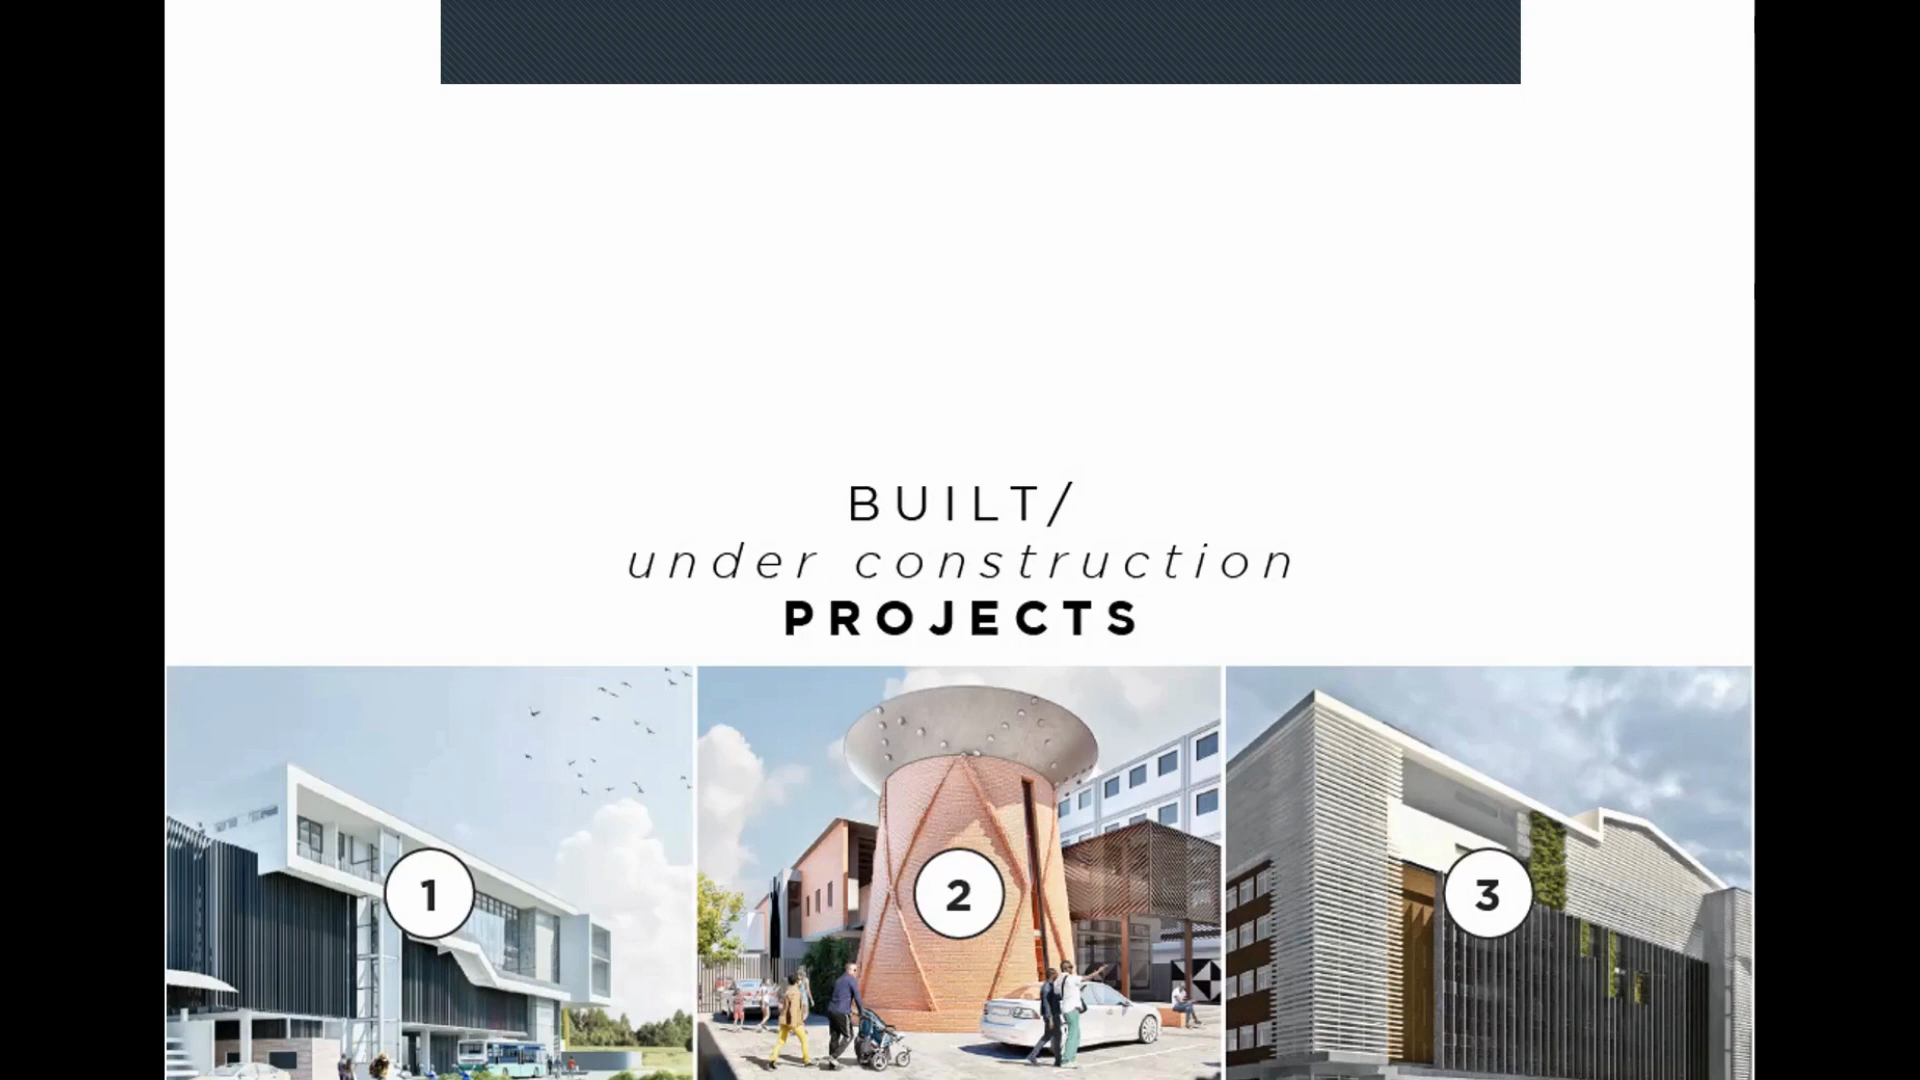 BUILT/
under construction
PROJECTS
1
2
3